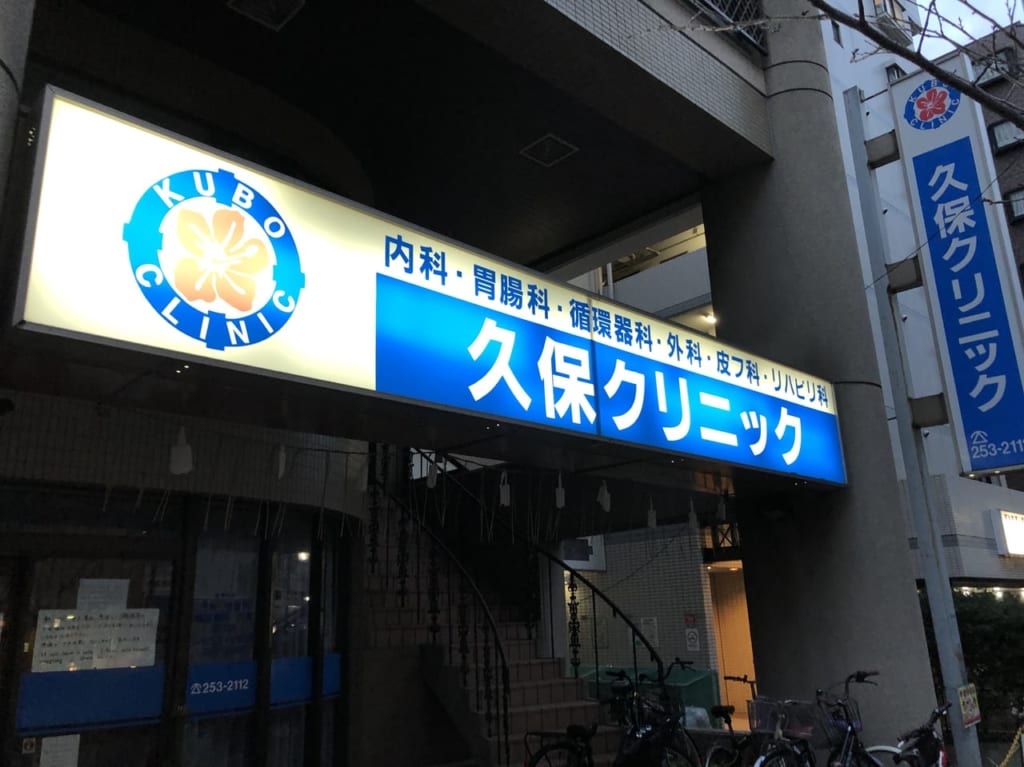 KUBO
CLINIC
内科・胃腸科・循環器科・外科・皮フ科・リハビリ科
久保クリニック
KUBO
CLINIC
久保クリニック
☎
253-2112
☎253-2112